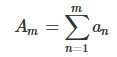 A_m = \sum_{n=1}^{m} a_n